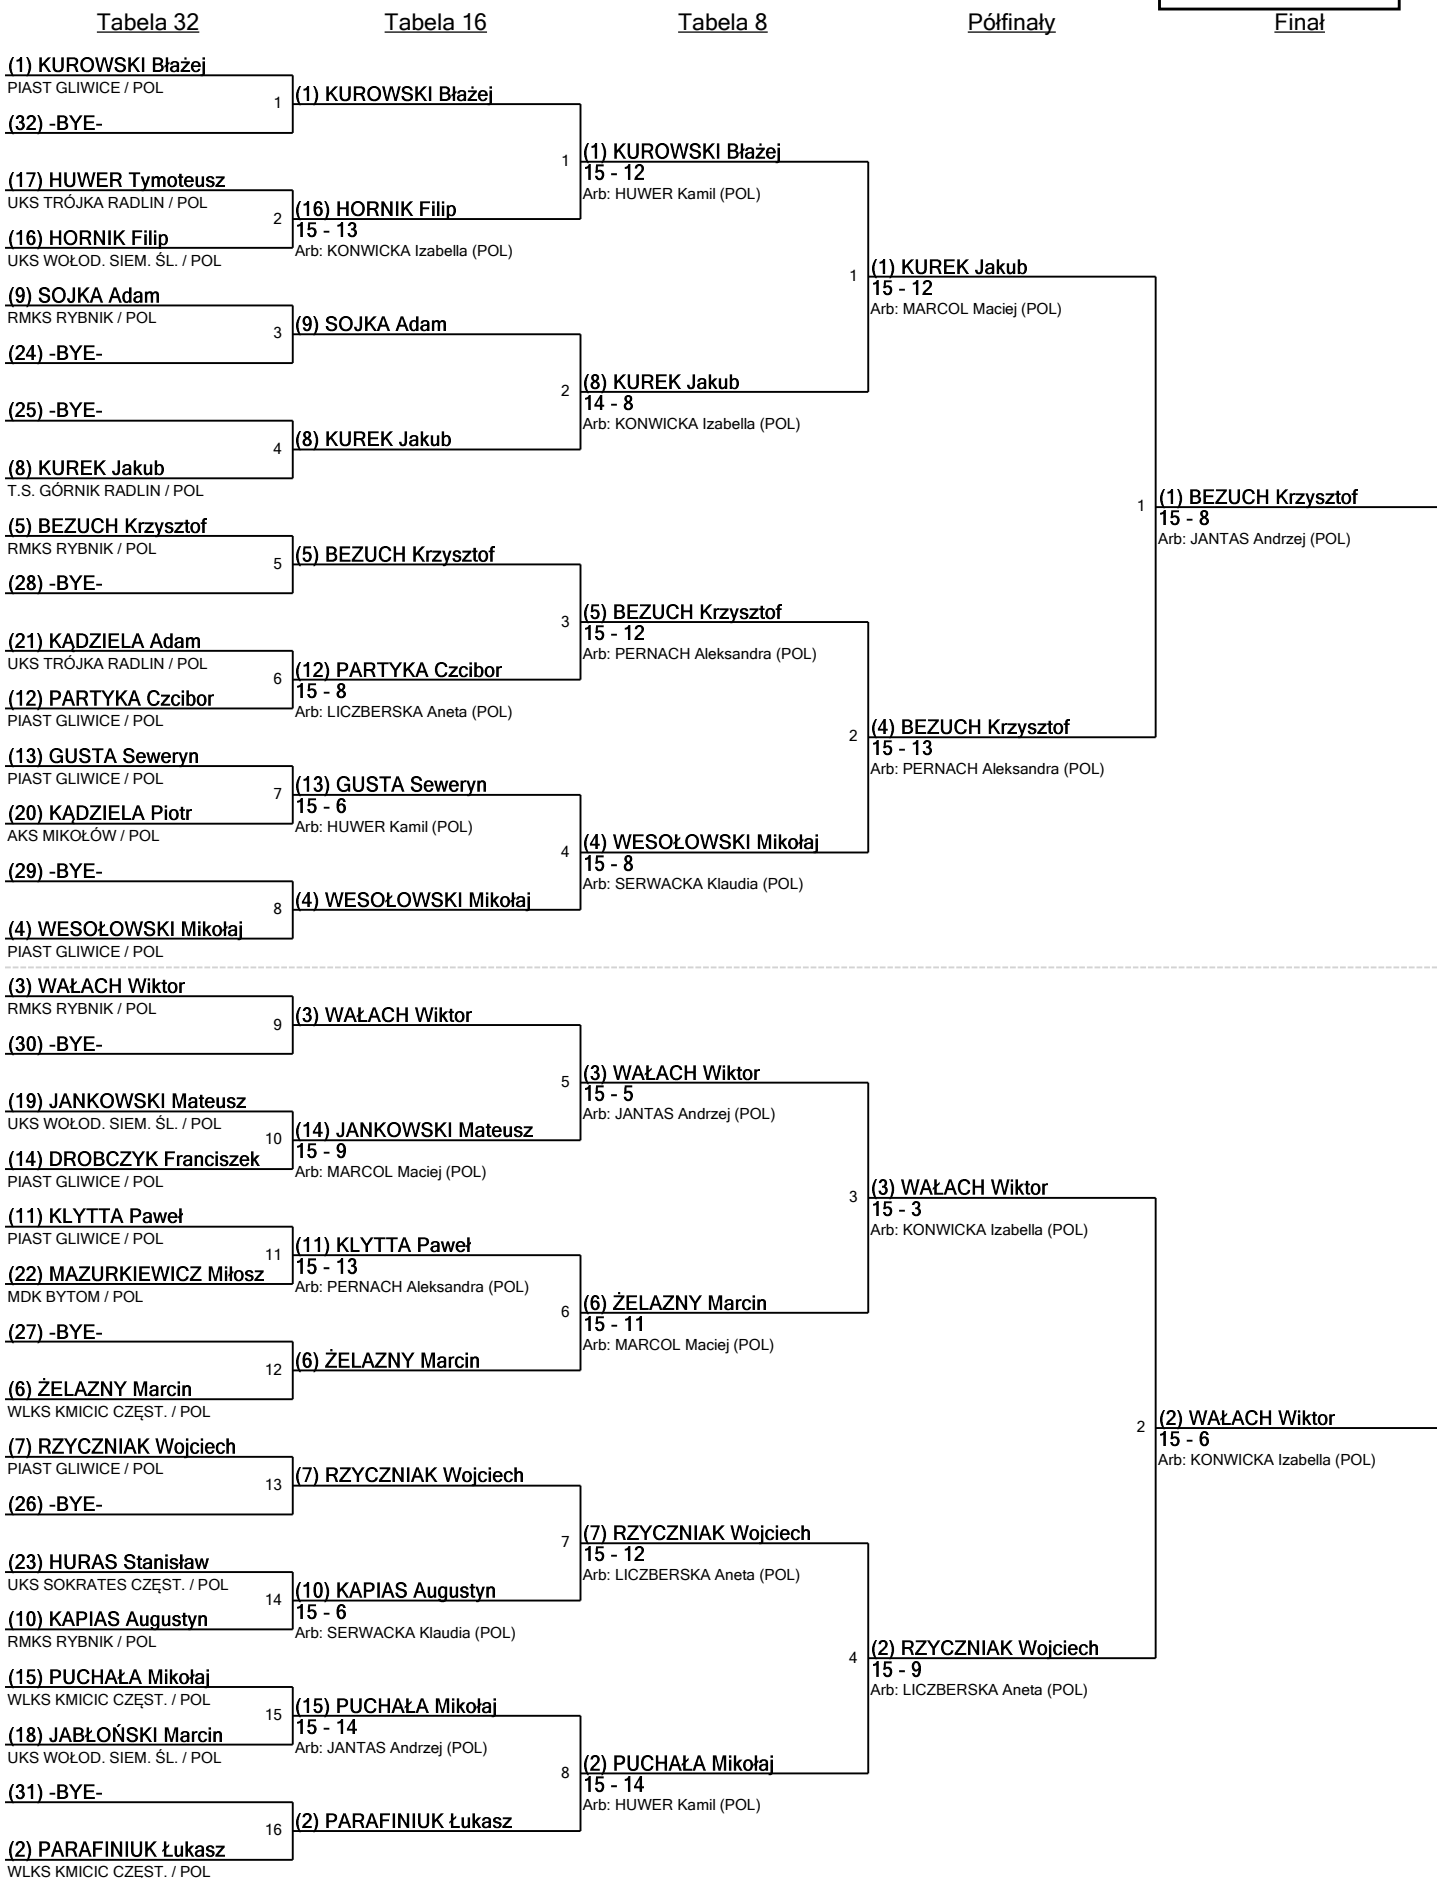 Tabela 32
Tabela 16
Tabela 8
Półfinały
Finał
(1) KUROWSKI Błażej
PIAST GLIWICE / POL
1
(32) -BYE-
(17) HUWER Tymoteusz
UKS TRÓJKA RADLIN / POL
2
(16) HORNIK Filip
UKS WOŁOD. SIEM. ŚL. / POL
(9) SOJKA Adam
RMKS RYBNIK / POL
3
(24) -BYE-
(25) -BYE-
4
(8) KUREK Jakub
T.S. GÓRNIK RADLIN / POL
(5) BEZUCH Krzysztof
RMKS RYBNIK / POL
5
(28) -BYE-
(21) KĄDZIELA Adam
UKS TRÓJKA RADLIN / POL
6
(12) PARTYKA Czcibor
PIAST GLIWICE / POL
(13) GUSTA Seweryn
PIAST GLIWICE / POL
7
(20) KĄDZIELA Piotr
AKS MIKOŁÓW / POL
(29) -BYE-
8
(4) WESOŁOWSKI Mikołaj
PIAST GLIWICE / POL
(3) WAŁACH Wiktor
RMKS RYBNIK / POL
9
(30) -BYE-
(19) JANKOWSKI Mateusz
UKS WOŁOD. SIEM. ŚL. / POL
10
(14) DROBCZYK Franciszek
PIAST GLIWICE / POL
(11) KLYTTA Paweł
PIAST GLIWICE / POL
11
(22) MAZURKIEWICZ Miłosz
MDK BYTOM / POL
(27) -BYE-
12
(6) ŻELAZNY Marcin
WLKS KMICIC CZĘST. / POL
(7) RZYCZNIAK Wojciech
PIAST GLIWICE / POL
13
(26) -BYE-
(23) HURAS Stanisław
UKS SOKRATES CZĘST. / POL
14
(10) KAPIAS Augustyn
RMKS RYBNIK / POL
(15) PUCHAŁA Mikołaj
WLKS KMICIC CZĘST. / POL
15
(18) JABŁOŃSKI Marcin
UKS WOŁOD. SIEM. ŚL. / POL
(31) -BYE-
16
(2) PARAFINIUK Łukasz
WLKS KMICIC CZĘST. / POL
(1) KUROWSKI Błażej
1
(16) HORNIK Filip
15 - 13
Arb: KONWICKA Izabella (POL)
(9) SOJKA Adam
2
(8) KUREK Jakub
(5) BEZUCH Krzysztof
3
(12) PARTYKA Czcibor
15 - 8
Arb: LICZBERSKA Aneta (POL)
(13) GUSTA Seweryn
15 - 6
Arb: HUWER Kamil (POL)
4
(4) WESOŁOWSKI Mikołaj
(3) WAŁACH Wiktor
5
(14) JANKOWSKI Mateusz
15 - 9
Arb: MARCOL Maciej (POL)
(11) KLYTTA Paweł
15 - 13
Arb: PERNACH Aleksandra (POL)
6
(6) ŻELAZNY Marcin
(7) RZYCZNIAK Wojciech
7
(10) KAPIAS Augustyn
15 - 6
Arb: SERWACKA Klaudia (POL)
(15) PUCHAŁA Mikołaj
15 - 14
Arb: JANTAS Andrzej (POL)
8
(2) PARAFINIUK Łukasz
(1) KUROWSKI Błażej
15 - 12
Arb: HUWER Kamil (POL)
1
(8) KUREK Jakub
14 - 8
Arb: KONWICKA Izabella (POL)
(5) BEZUCH Krzysztof
15 - 12
Arb: PERNACH Aleksandra (POL)
2
(4) WESOŁOWSKI Mikołaj
15 - 8
Arb: SERWACKA Klaudia (POL)
(3) WAŁACH Wiktor
15 - 5
Arb: JANTAS Andrzej (POL)
3
(6) ŻELAZNY Marcin
15 - 11
Arb: MARCOL Maciej (POL)
(7) RZYCZNIAK Wojciech
15 - 12
Arb: LICZBERSKA Aneta (POL)
4
(2) PUCHAŁA Mikołaj
15 - 14
Arb: HUWER Kamil (POL)
(1) KUREK Jakub
15 - 12
Arb: MARCOL Maciej (POL)
1
(4) BEZUCH Krzysztof
15 - 13
Arb: PERNACH Aleksandra (POL)
(3) WAŁACH Wiktor
15 - 3
Arb: KONWICKA Izabella (POL)
2
(2) RZYCZNIAK Wojciech
15 - 9
Arb: LICZBERSKA Aneta (POL)
(1) BEZUCH Krzysztof
15 - 8
Arb: JANTAS Andrzej (POL)
(2) WAŁACH Wiktor
15 - 6
Arb: KONWICKA Izabella (POL)